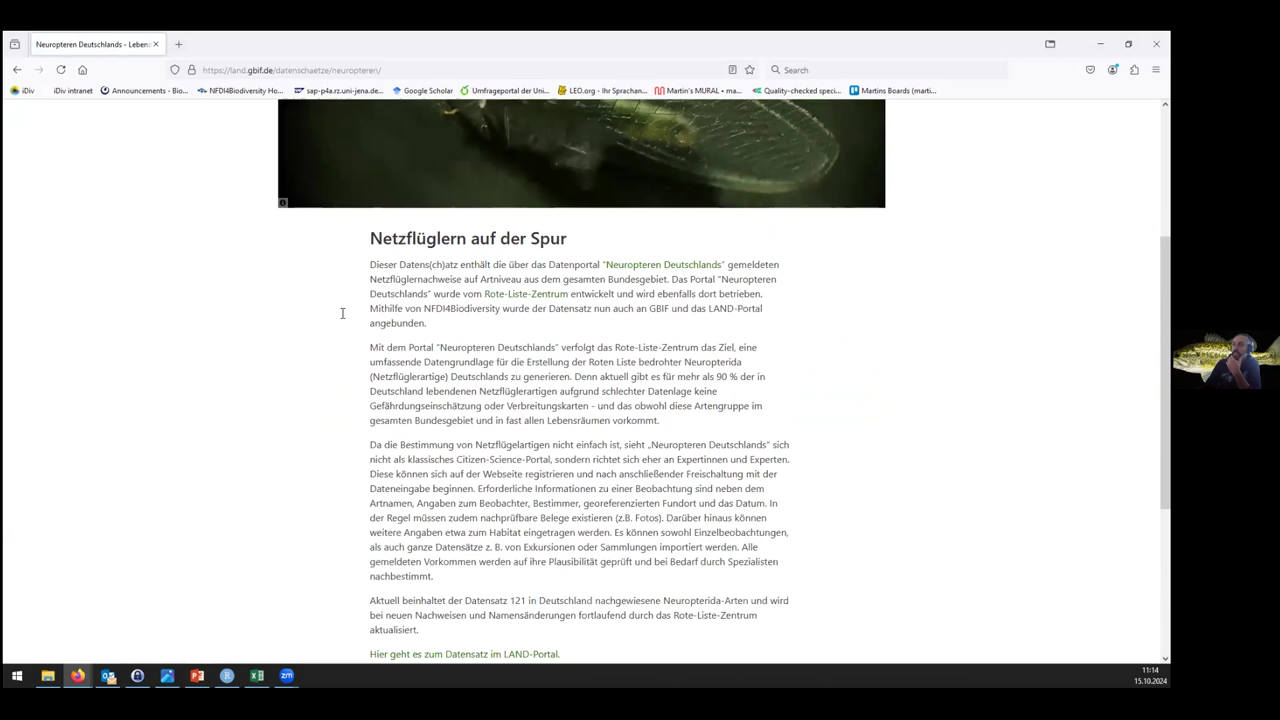 Neuropteren Deutschlands - Leben
https://land.gbif.de/datenschaetze/neuropteren/
Search
iDiv
iDiv intranet
Announcements - Bio...
NFDI4Biodiversity Ho...
sap-p4a.rz.uni-jena.de...
Google Scholar
Umfrageportal der Uni...
LEO.org - Ihr Sprachan...
Martin's MURAL • ma...
Quality-checked speci...
Martins Boards (marti...
Netzflüglern auf der Spur
Dieser Datens(ch)atz enthält die über das Datenportal "Neuropteren Deutschlands" gemeldeten
Netzflüglernachweise auf Artniveau aus dem gesamten Bundesgebiet. Das Portal "Neuropteren
Deutschlands" wurde vom Rote-Liste-Zentrum entwickelt und wird ebenfalls dort betrieben.
Mithilfe von NFDI4Biodiversity wurde der Datensatz nun auch an GBIF und das LAND-Portal
angebunden.
Mit dem Portal "Neuropteren Deutschlands" verfolgt das Rote-Liste-Zentrum das Ziel, eine
umfassende Datengrundlage für die Erstellung der Roten Liste bedrohter Neuropterida
(Netzflüglerartige) Deutschlands zu generieren. Denn aktuell gibt es für mehr als 90 % der in
Deutschland lebendenen Netzflüglerarten aufgrund schlechter Datenlage keine
Gefährdungseinschätzung oder Verbreitungskarten - und das obwohl diese Artengruppe im
gesamten Bundesgebiet und in fast allen Lebensräumen vorkommt.
Da die Bestimmung von Netzflügelartigen nicht einfach ist, sieht „Neuropteren Deutschlands" sich
nicht als klassisches Citizen-Science-Portal, sondern richtet sich eher an Expertinnen und Experten.
Diese können sich auf der Webseite registrieren und nach anschließender Freischaltung mit der
Dateneingabe beginnen. Erforderliche Informationen zu einer Beobachtung sind neben dem
Artnamen, Angaben zum Beobachter, Bestimmer, georeferenzierten Fundort und das Datum. In
der Regel müssen zudem nachprüfbare Belege existieren (z.B. Fotos). Darüber hinaus können
weitere Angaben etwa zum Habitat eingetragen werden. Es können sowohl Einzelbeobachtungen,
als auch ganze Datensätze z. B. von Exkursionen oder Sammlungen importiert werden. Alle
gemeldeten Vorkommen werden auf ihre Plausibilität geprüft und bei Bedarf durch Spezialisten
nachbestimmt.
Aktuell beinhaltet der Datensatz 121 in Deutschland nachgewiesene Neuropterida-Arten und wird
bei neuen Nachweisen und Namensänderungen fortlaufend durch das Rote-Liste-Zentrum
aktualisiert.
Hier geht es zum Datensatz im LAND-Portal.
11:14
15.10.2024